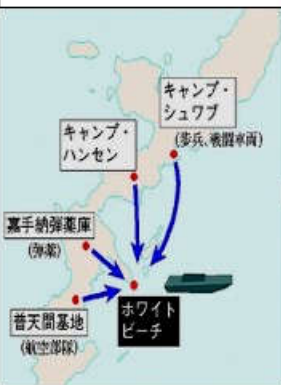 キャンプ・
シュワブ
(歩兵、戦闘車両)
キャンプ・
ハンセン
嘉手納弾薬庫
(弾薬)
普天間基地
(航空部隊)
ホワイト
ビーチ